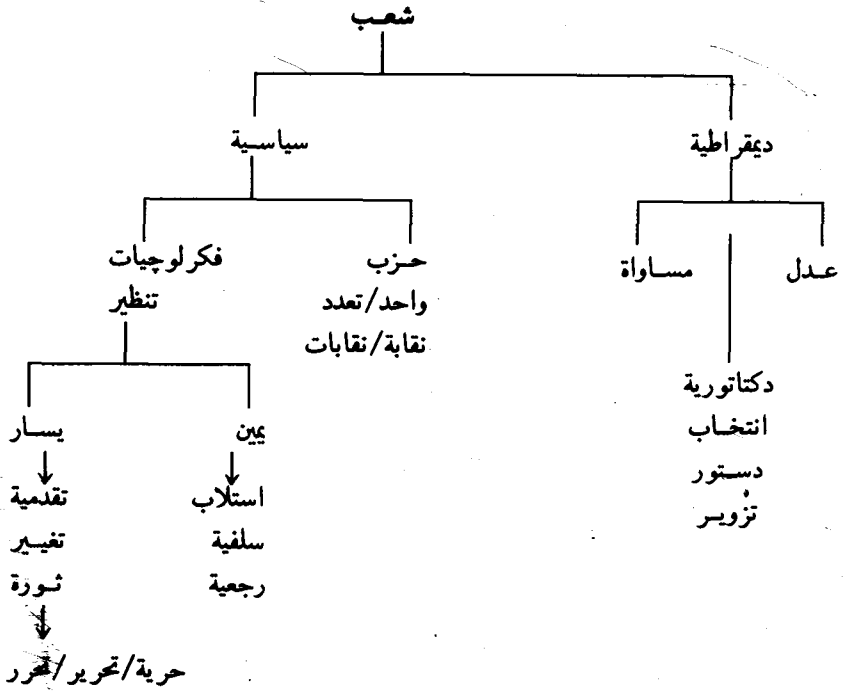 شعب
ديمقراطية
سياسية
عدل
مساواة
دكتاتورية
انتخاب
دستور
تزوير
حزب
واحد/تعدد
نقابة/نقابات
فكرلوجيات
تنظير
يمين
استلاب
سلفية
رجعية
يسار
تقدمية
تغيير
ثورة
حرية/تحرير/تحرر